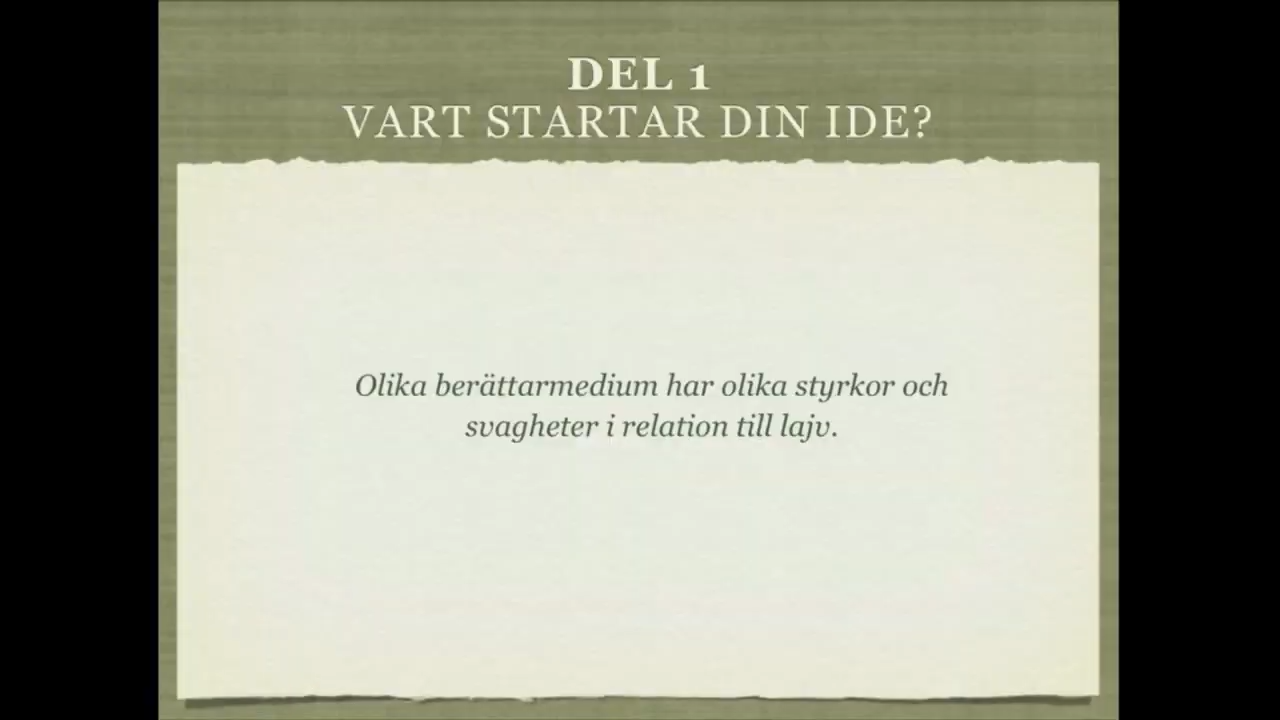 DEL 1
VART STARTAR DIN IDE?
Olika berättarmedium har olika styrkor och
svagheter i relation till lajv.